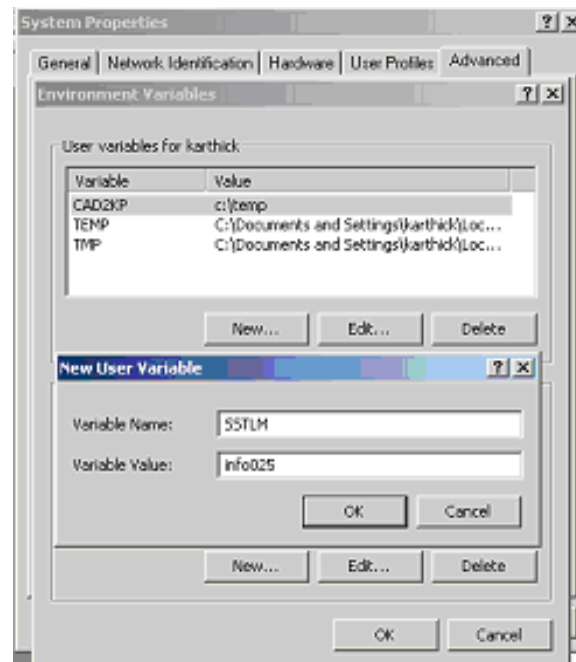 System Properties
General Network Identification Hardware User Profiles Advanced
Environment Variables
User variables for karthick
Variable Value
CAD2KP c:\temp
TEMP C:\Documents and Settings\karthick\Loc...
TMP C:\Documents and Settings\karthick\Loc...
New... Edit... Delete
New User Variable
Variable Name: SSTLM
Variable Value: info025
OK Cancel
New... Edit... Delete
OK Cancel